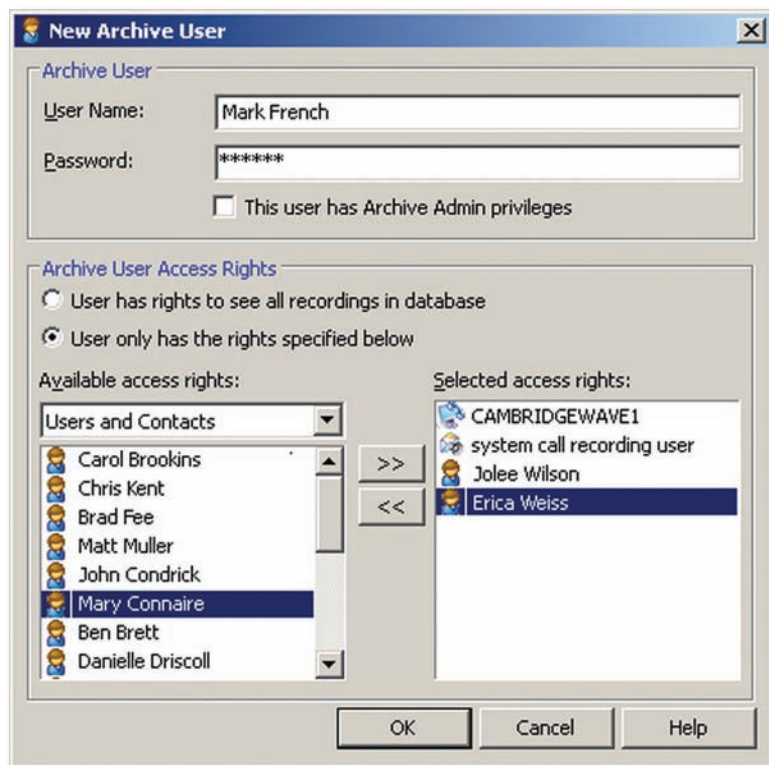 New Archive User
Archive User
User Name: Mark French
Password: ******
This user has Archive Admin privileges
Archive User Access Rights
User has rights to see all recordings in database
User only has the rights specified below
Available access rights:
Users and Contacts
Carol Brookins
Chris Kent
Brad Fee
Matt Muller
John Condrick
Mary Connaire
Ben Brett
Danielle Driscoll
>>
<<
Selected access rights:
CAMBRIDGEWAVE1
system call recording user
Jolee Wilson
Erica Weiss
OK Cancel Help